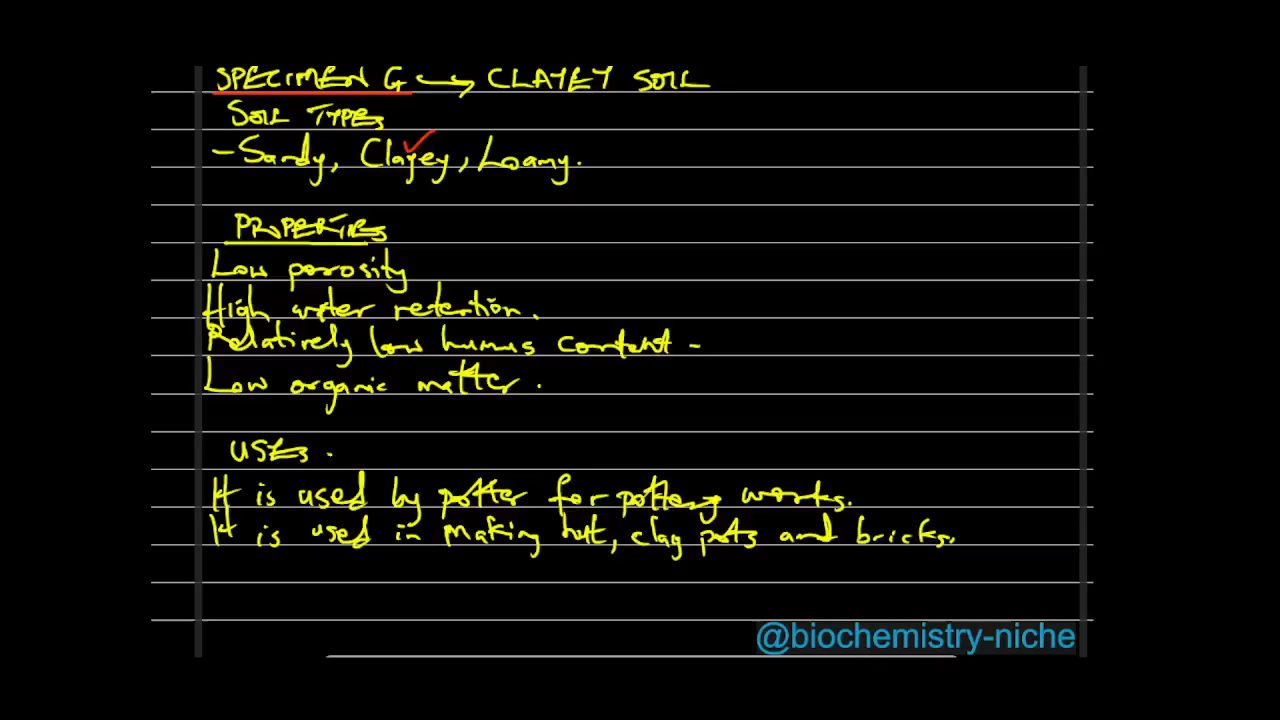 SPECIMEN G → CLAYEY SOIL
SOIL TYPES
- Sandy, Clayey, Loamy.
PROPERTIES
Low porosity
High water retention.
Relatively low humus content -
Low organic matter.
USES.
It is used by potter for pottery works.
It is used in making hut, clay pots and bricks.
@biochemistry-niche